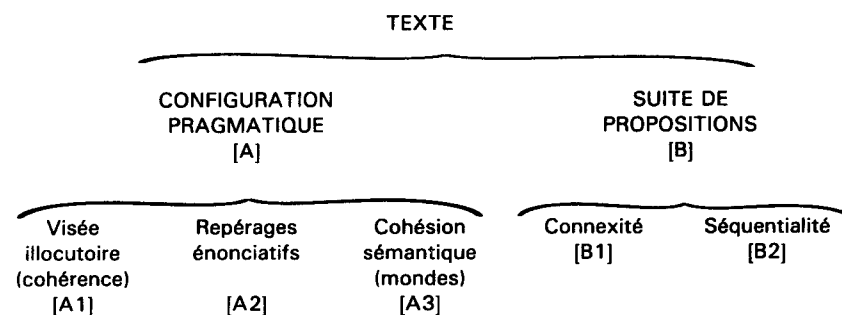 TEXTE
CONFIGURATION
PRAGMATIQUE
[A]
SUITE DE
PROPOSITIONS
[B]
Visée
illocutoire
(cohérence)
[A1]
Repérages
énonciatifs
[A2]
Cohésion
sémantique
(mondes)
[A3]
Connexité
[B1]
Séquentialité
[B2]